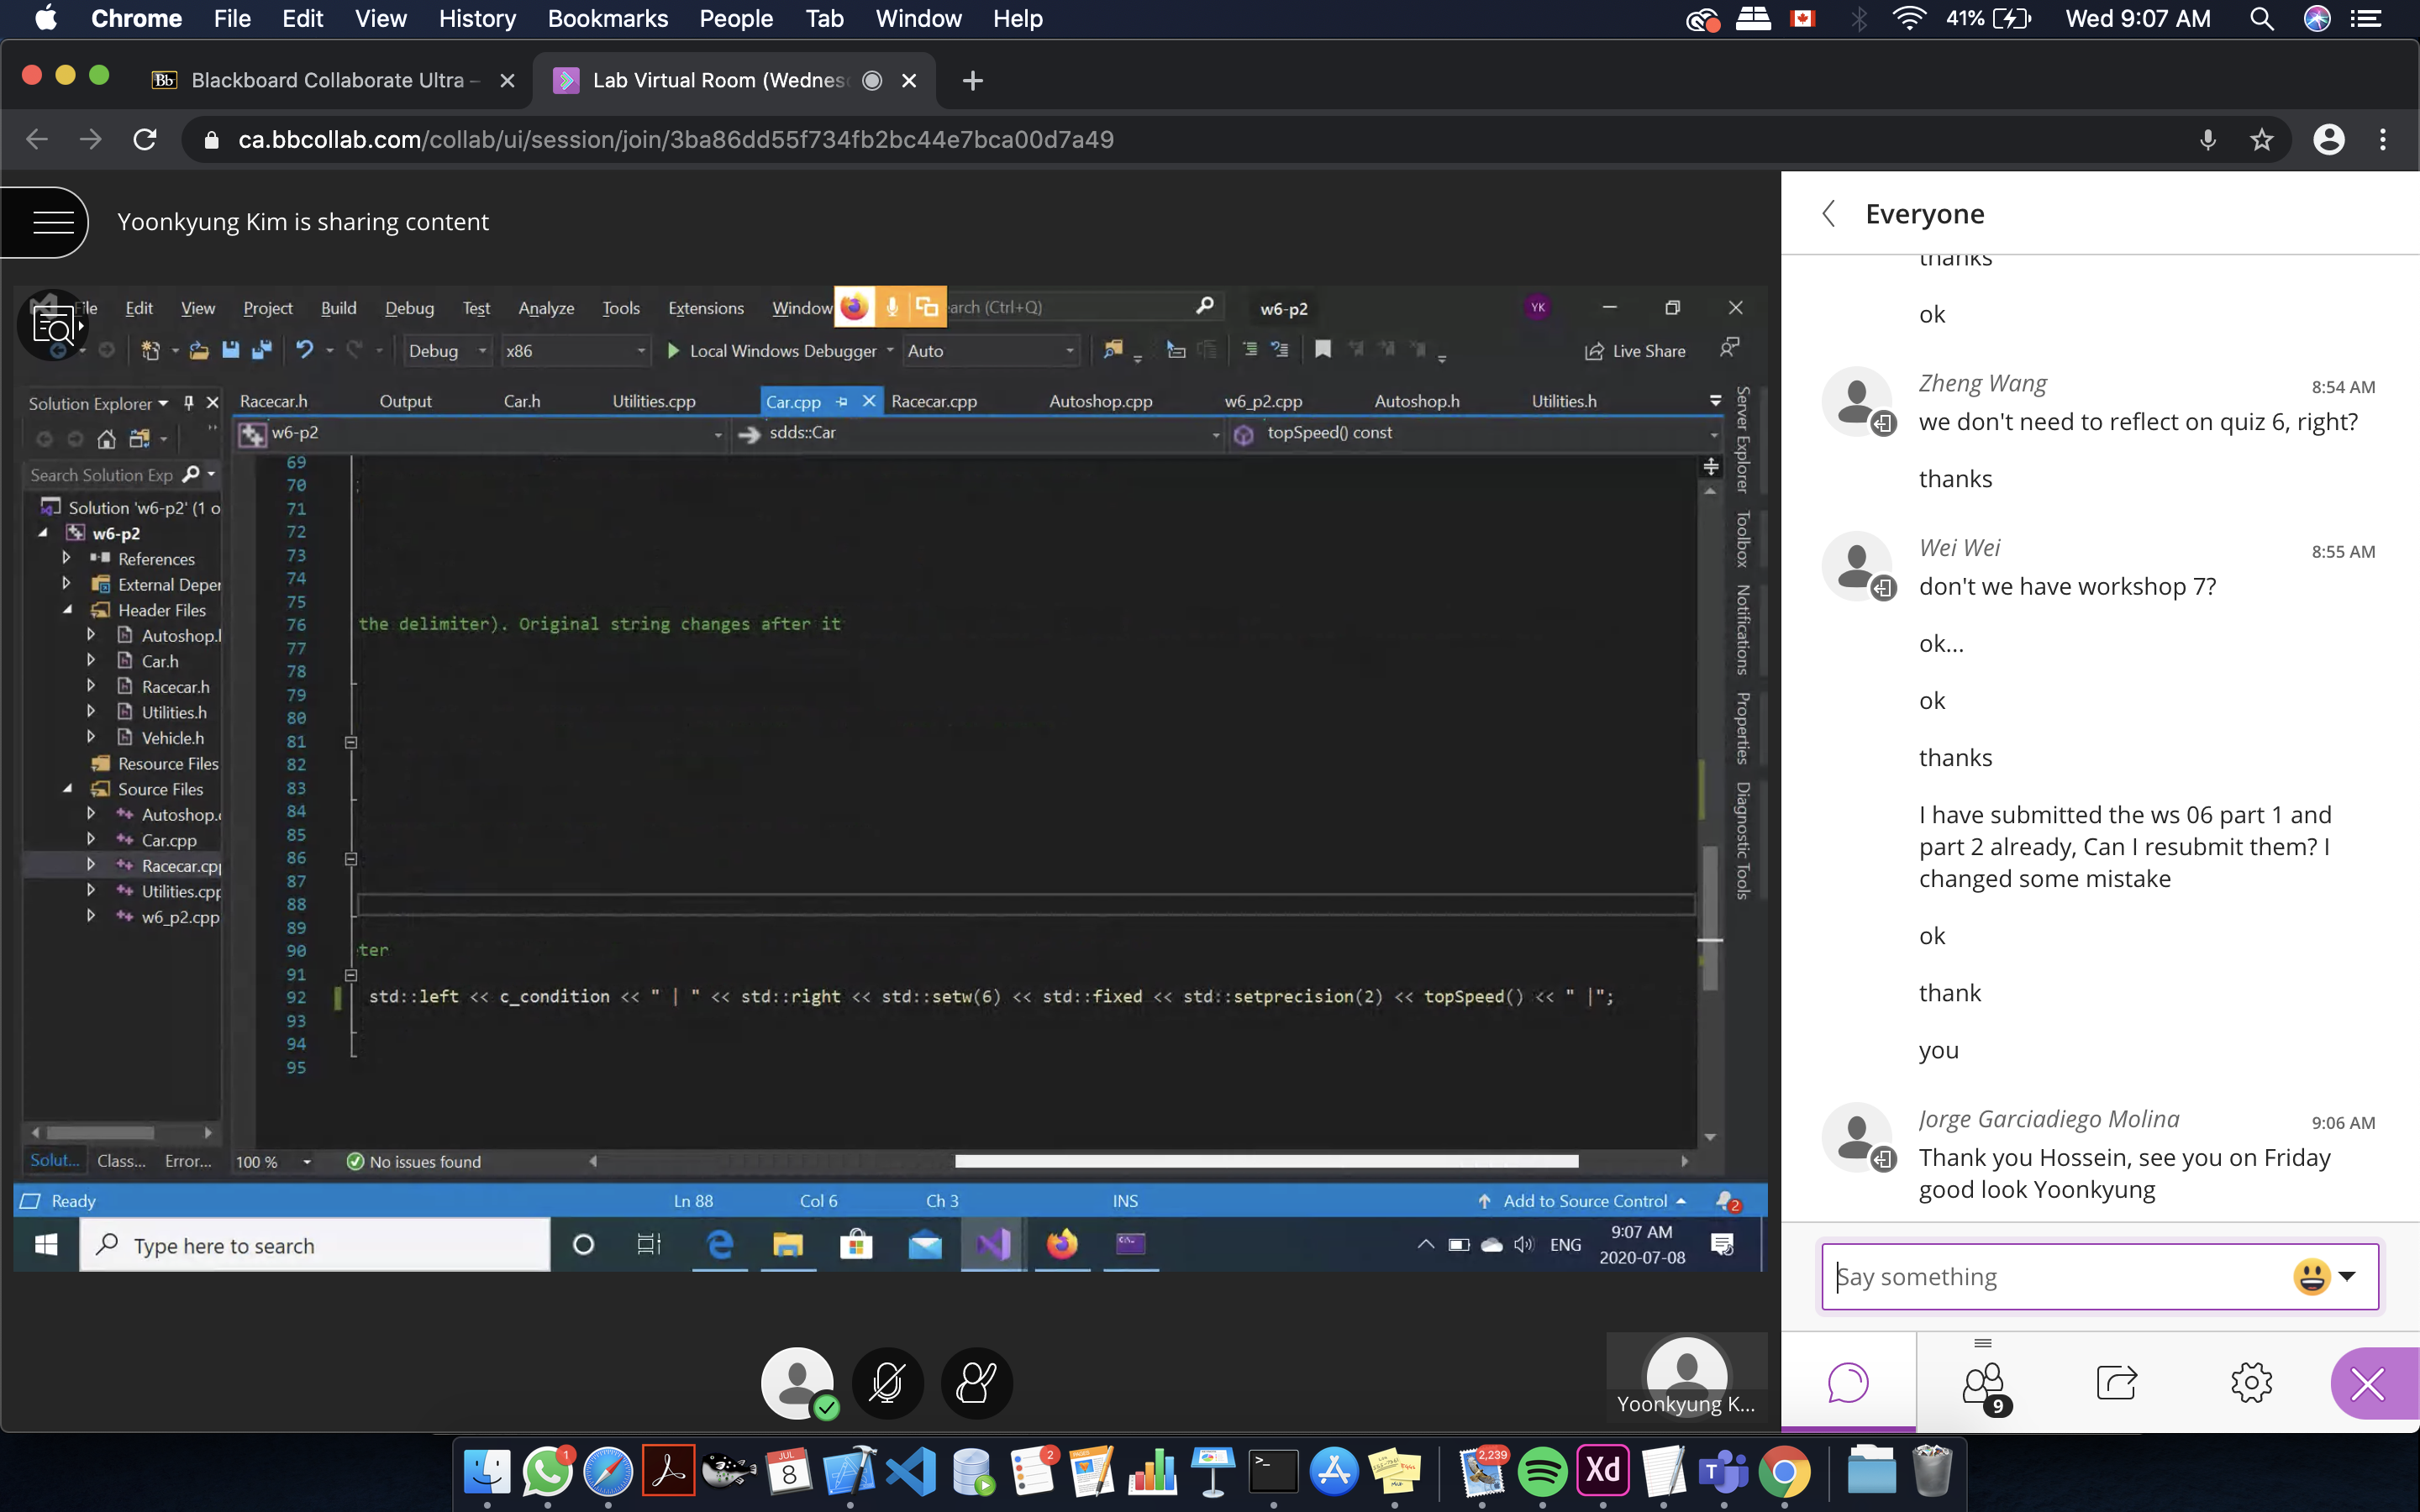 Chrome File Edit View History Bookmarks People Tab Window Help 41% Wed 9:07 AM
Blackboard Collaborate Ultra – Lab Virtual Room (Wednes
ca.bbcollab.com/collab/ui/session/join/3ba86dd55f734fb2bc44e7bca00d7a49
Yoonkyung Kim is sharing content
File Edit View Project Build Debug Test Analyze Tools Extensions Window arch (Ctrl+Q) w6-p2 YK
Debug x86 Local Windows Debugger Auto Live Share
Solution Explorer
Racecar.h Output Car.h Utilities.cpp Car.cpp Racecar.cpp Autoshop.cpp w6_p2.cpp Autoshop.h Utilities.h
w6-p2 sdds::Car topSpeed() const
Search Solution Exp
Solution 'w6-p2' (1 o
w6-p2
References
External Deper
Header Files
Autoshop.h
Car.h
Racecar.h
Utilities.h
Vehicle.h
Resource Files
Source Files
Autoshop.c
Car.cpp
Racecar.cpp
Utilities.cpp
w6_p2.cpp
Solut... Class... Error...
69
70 ;
71
72
73
74
75
76 the delimiter). Original string changes after it
77
78
79
80
81
82
83
84
85
86
87
88
89
90 ter
91
92 std::left << c_condition << " | " << std::right << std::setw(6) << std::fixed << std::setprecision(2) << topSpeed() << " |";
93
94
95
Server Explorer
Toolbox
Notifications
Properties
Diagnostic Tools
100 % No issues found
Ready Ln 88 Col 6 Ch 3 INS Add to Source Control 2
Type here to search ENG 9:07 AM
2020-07-08
Yoonkyung K...
Everyone
thanks
ok
Zheng Wang 8:54 AM
we don't need to reflect on quiz 6, right?
thanks
Wei Wei 8:55 AM
don't we have workshop 7?
ok...
ok
thanks
I have submitted the ws 06 part 1 and
part 2 already, Can I resubmit them? I
changed some mistake
ok
thank
you
Jorge Garciadiego Molina 9:06 AM
Thank you Hossein, see you on Friday
good look Yoonkyung
Say something
9
1 JUL 8 2 2,239 Xd T